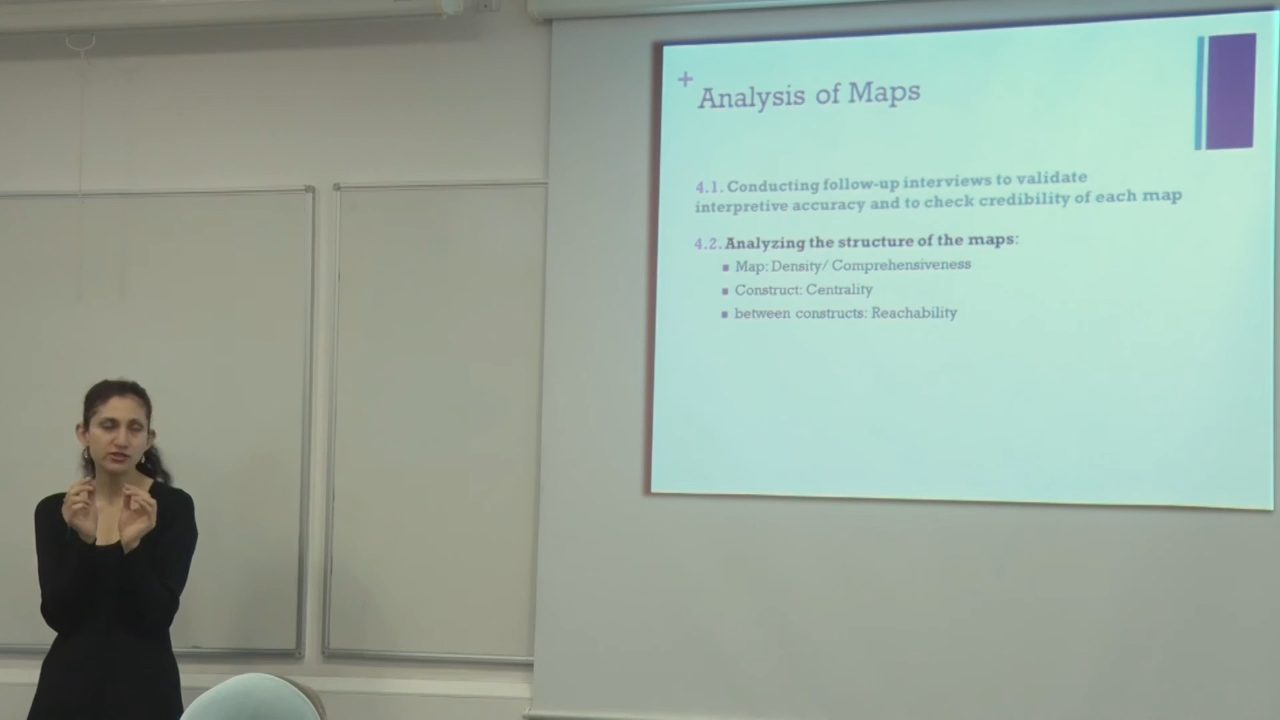 +
Analysis of Maps
4.1. Conducting follow-up interviews to validate
interpretive accuracy and to check credibility of each map
4.2. Analyzing the structure of the maps:
▪ Map: Density/ Comprehensiveness
▪ Construct: Centrality
▪ between constructs: Reachability